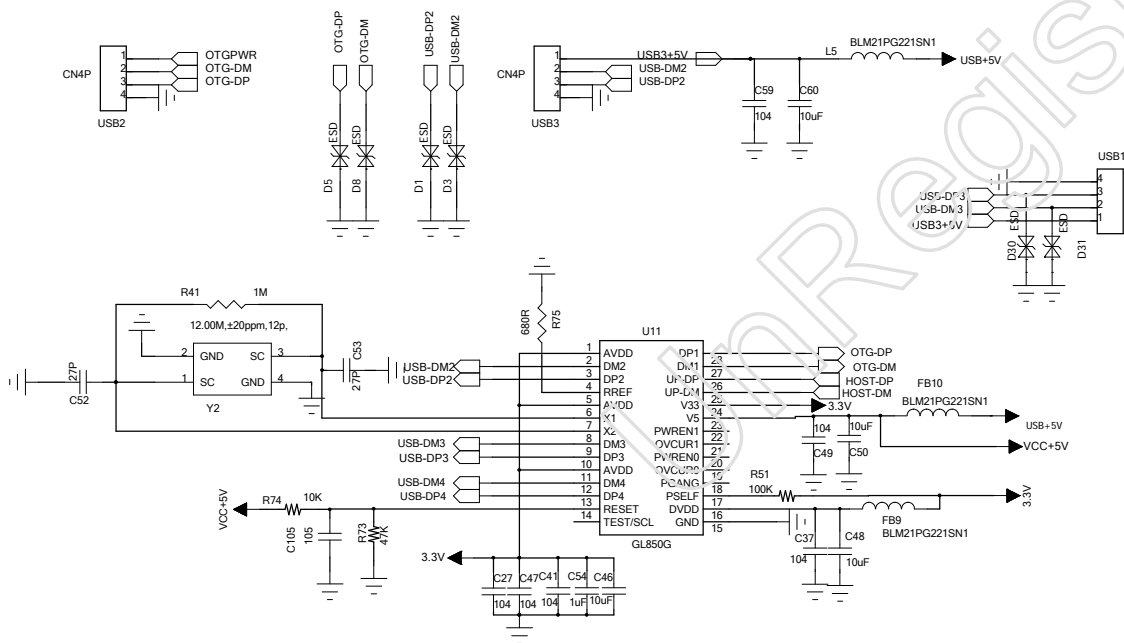 CN4P
USB2
1
2
3
4
OTGPWR
OTG-DM
OTG-DP
OTG-DP
OTG-DM
USB-DP2
USB-DM2
ESD
ESD
ESD
ESD
D5
D8
D1
D3
CN4P
USB3
1
2
3
4
USB3+5V
USB-DM2
USB-DP2
L5
BLM21PG221SN1
USB+5V
C59
104
C60
10uF
USB1
4
3
2
1
USB-DP3
USB-DM3
USB3+5V
ESD
ESD
D30
D31
R41
1M
12.00M,±20ppm,12p,
2
GND
SC
3
1
SC
GND
4
Y2
27P
C52
C53
27P
680R
R75
U11
USB-DM2
USB-DP2
USB-DM3
USB-DP3
USB-DM4
USB-DP4
1 AVDD
2 DM2
3 DP2
4 RREF
5 AVDD
6 X1
7 X2
8 DM3
9 DP3
10 AVDD
11 DM4
12 DP4
13 RESET
14 TEST/SCL
DP1
DM1 28
UP-DP 27
UP-DM 26
V33 25
V5 24
PWREN1 23
OVCUR1 22
PWREN0 21
OVCUR0 20
PGANG 19
PSELF 18
DVDD 17
GND 16
15
GL850G
OTG-DP
OTG-DM
HOST-DP
HOST-DM
3.3V
FB10
BLM21PG221SN1
USB+5V
VCC+5V
104
C49
10uF
C50
R51
100K
3.3V
FB9
BLM21PG221SN1
C37
104
C48
10uF
VCC+5V
R74
10K
C105
105
R73
47K
3.3V
C27
104
C47
104
C41
104
C54
1uF
C46
10uF
UnRegis